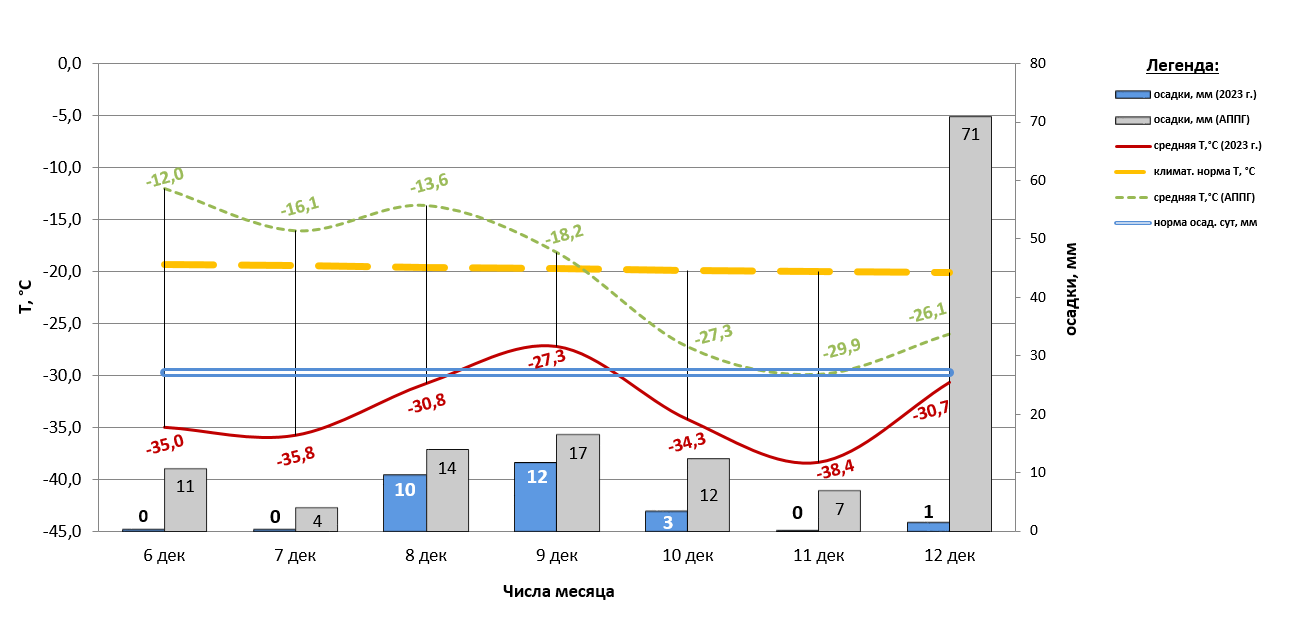 0,0
-5,0
-10,0
-15,0
-20,0
-25,0
-30,0
-35,0
-40,0
-45,0
T, °C
80
70
60
50
40
30
20
10
0
осадки, мм
-12,0
-16,1
-13,6
-18,2
-27,3
-29,9
-26,1
-35,0
-35,8
-30,8
-27,3
-34,3
-38,4
-30,7
0
11
0
4
10
14
12
17
3
12
0
7
1
71
6 дек
7 дек
8 дек
9 дек
10 дек
11 дек
12 дек
Числа месяца
Легенда:
осадки, мм (2023 г.)
осадки, мм (АППГ)
средняя T,°C (2023 г.)
климат. норма T, °C
средняя T,°C (АППГ)
норма осад. сут, мм